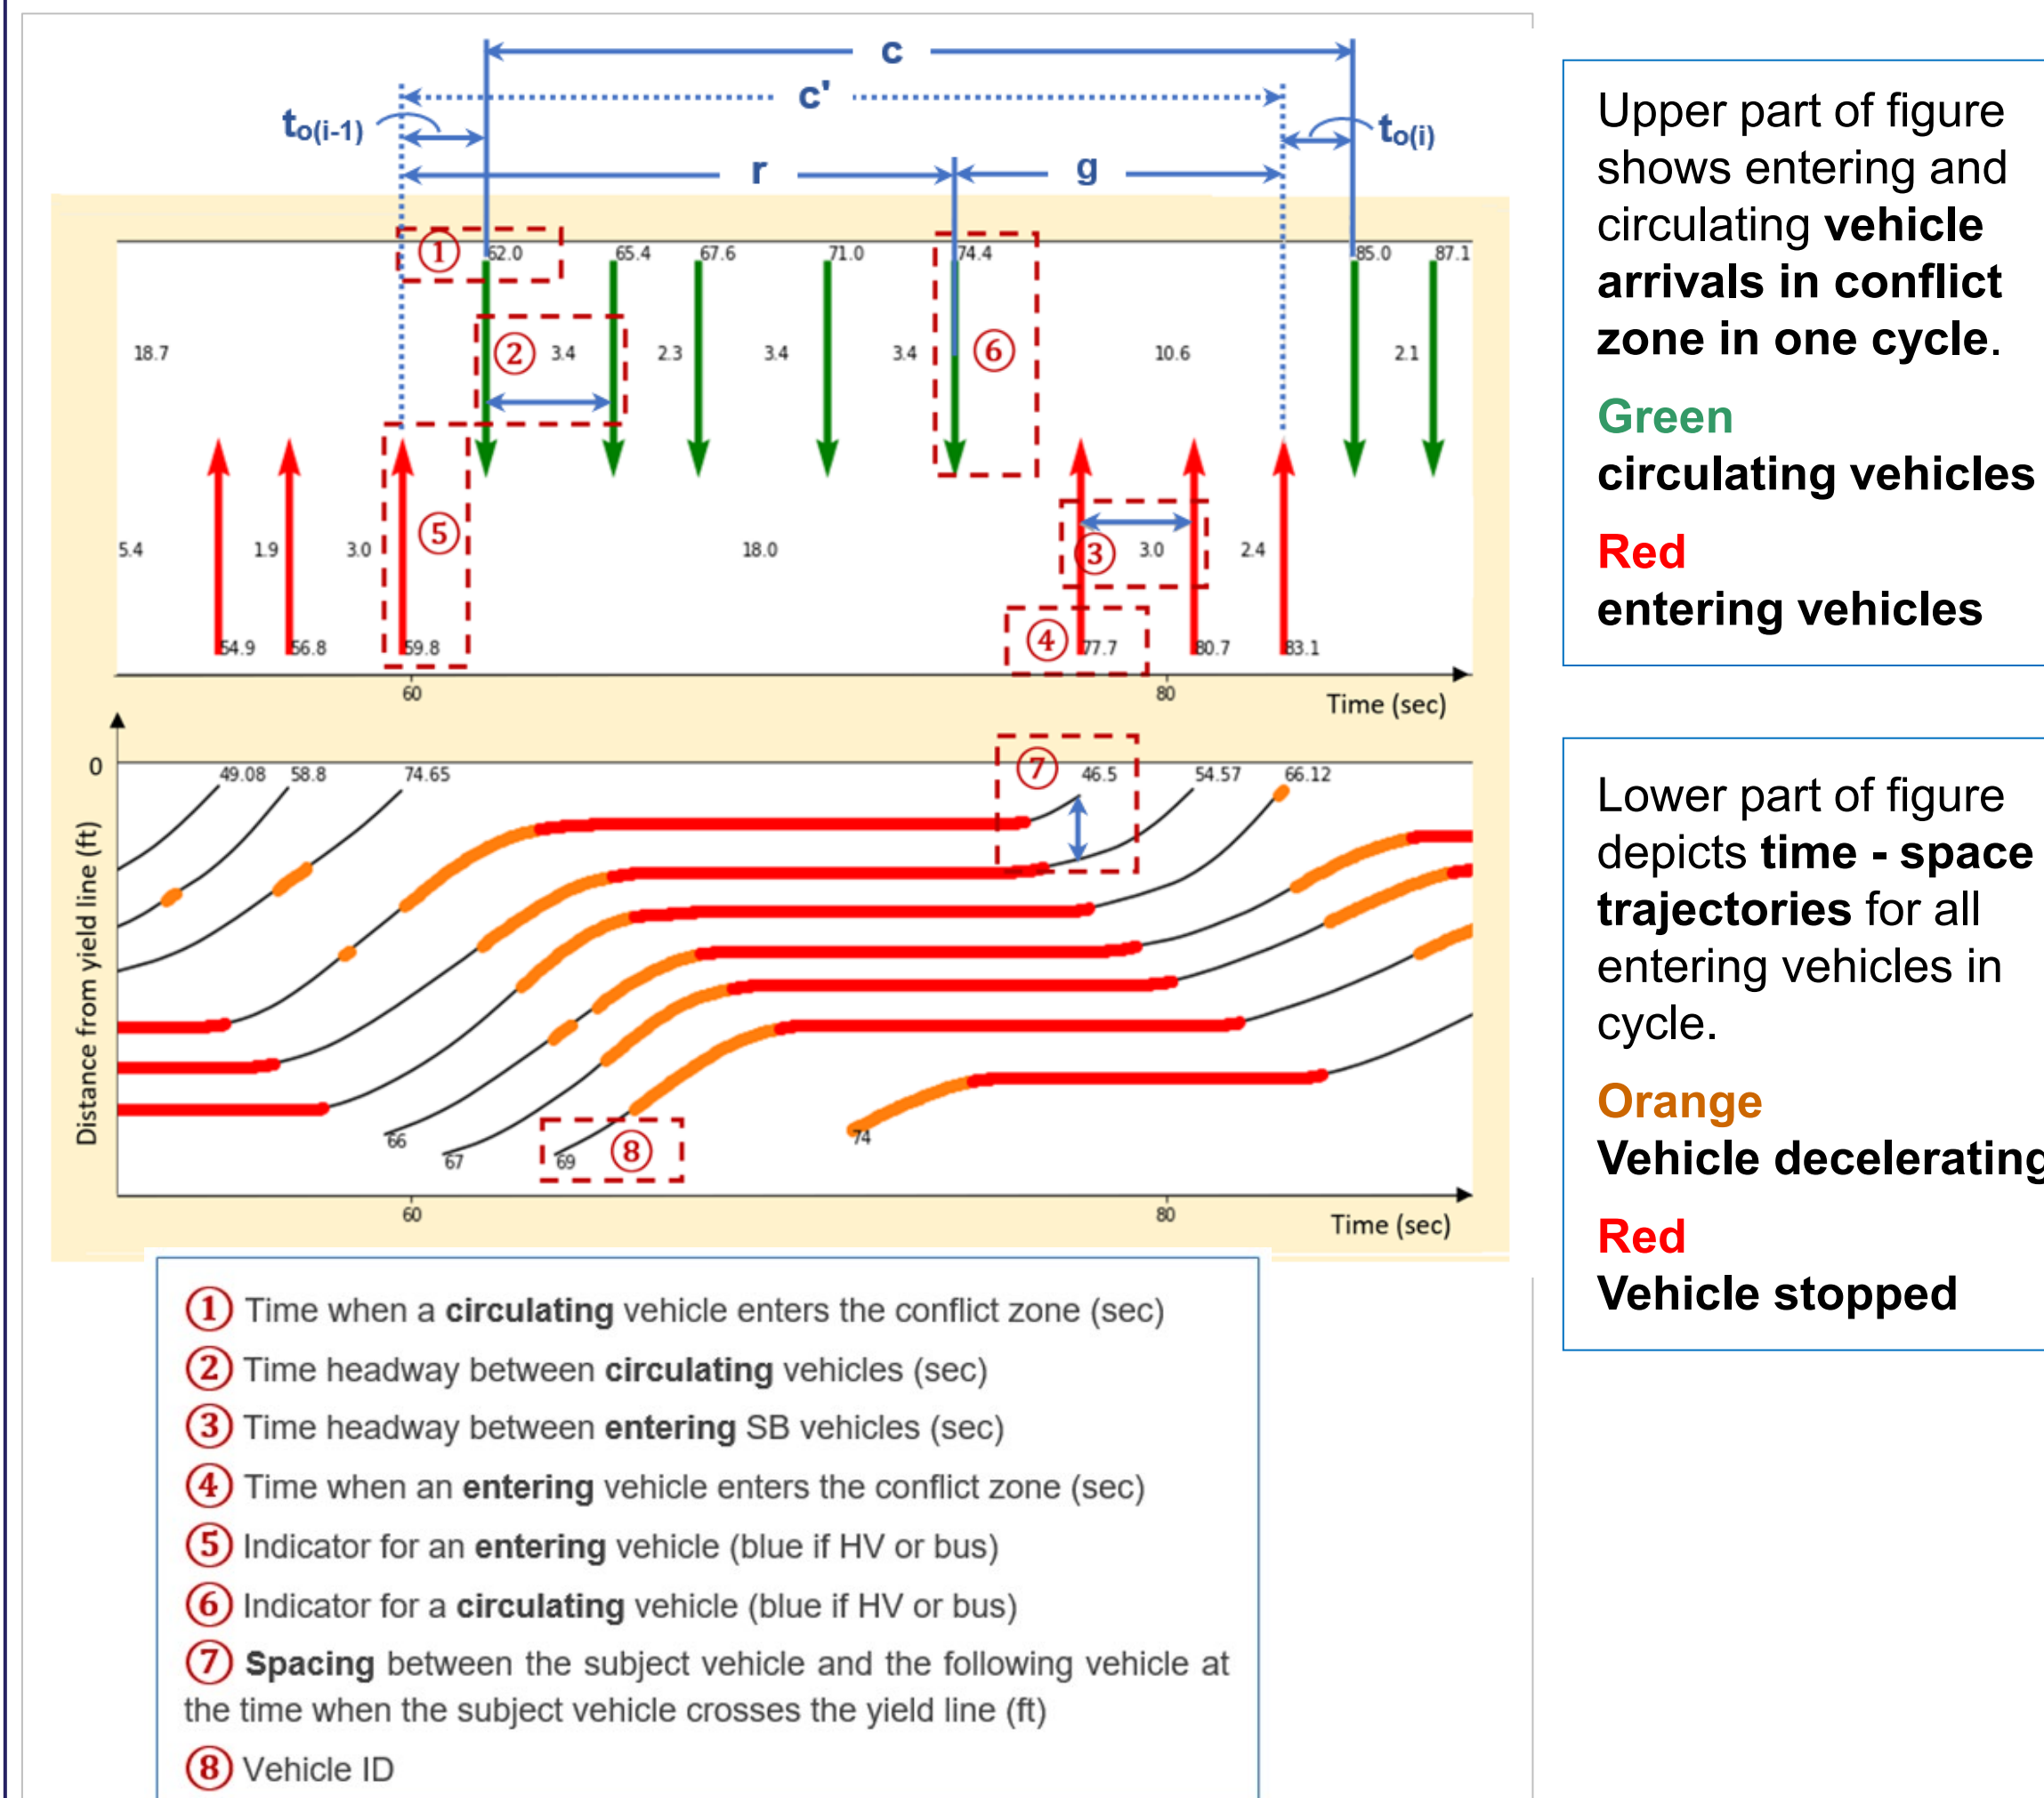 c
c'
to(i-1)
to(i)
r
g
① 62.0 65.4 67.6 71.0 74.4 85.0 87.1
18.7 ② 3.4 2.3 3.4 3.4 ⑥ 10.6 2.1
5.4 1.9 3.0 ⑤ 18.0 ③ 3.0 2.4
54.9 56.8 59.8 ④ 77.7 80.7 83.1
60 80
Time (sec)
0
49.08 58.8 74.65 ⑦ 46.5 54.57 66.12
Distance from yield line (ft)
66 67 69 ⑧ 74
60 80
Time (sec)
① Time when a circulating vehicle enters the conflict zone (sec)
② Time headway between circulating vehicles (sec)
③ Time headway between entering SB vehicles (sec)
④ Time when an entering vehicle enters the conflict zone (sec)
⑤ Indicator for an entering vehicle (blue if HV or bus)
⑥ Indicator for a circulating vehicle (blue if HV or bus)
⑦ Spacing between the subject vehicle and the following vehicle at
the time when the subject vehicle crosses the yield line (ft)
⑧ Vehicle ID
Upper part of figure
shows entering and
circulating vehicle
arrivals in conflict
zone in one cycle.
Green
circulating vehicles
Red
entering vehicles
Lower part of figure
depicts time - space
trajectories for all
entering vehicles in
cycle.
Orange
Vehicle decelerating
Red
Vehicle stopped